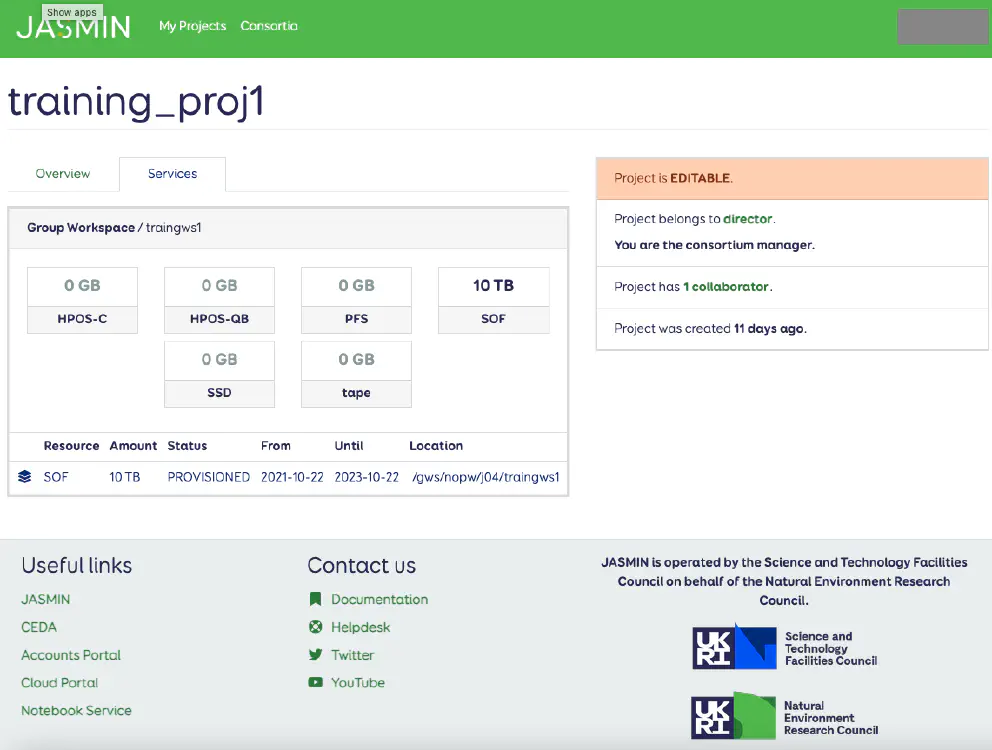 Show apps
JASMIN My Projects Consortia
training_proj1
Overview Services
Group Workspace / traingws1
0 GB 0 GB 0 GB 10 TB
HPOS-C HPOS-QB PFS SOF
0 GB 0 GB
SSD tape
Resource Amount Status From Until Location
SOF 10 TB PROVISIONED 2021-10-22 2023-10-22 /gws/nopw/j04/traingws1
Project is EDITABLE.
Project belongs to director.
You are the consortium manager.
Project has 1 collaborator.
Project was created 11 days ago.
Useful links
JASMIN
CEDA
Accounts Portal
Cloud Portal
Notebook Service
Contact us
Documentation
Helpdesk
Twitter
YouTube
JASMIN is operated by the Science and Technology Facilities
Council on behalf of the Natural Environment Research
Council.
UK
RI
Science and
Technology
Facilities Council
UK
RI
Natural
Environment
Research Council